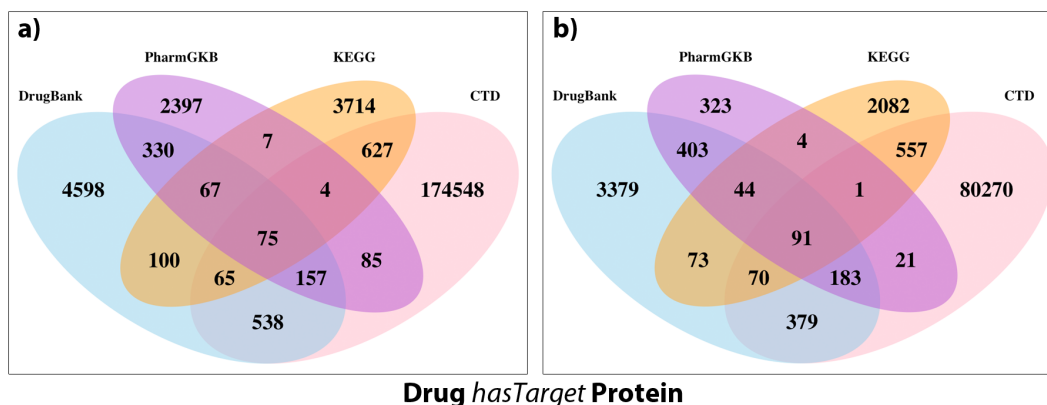 a)
PharmGKB KEGG
DrugBank CTD
2397 3714
330 7 627
4598 67 4 174548
75
100 65 157 85
538
b)
PharmGKB KEGG
DrugBank CTD
323 2082
403 4 557
3379 44 1 80270
91
73 70 183 21
379
Drug hasTarget Protein